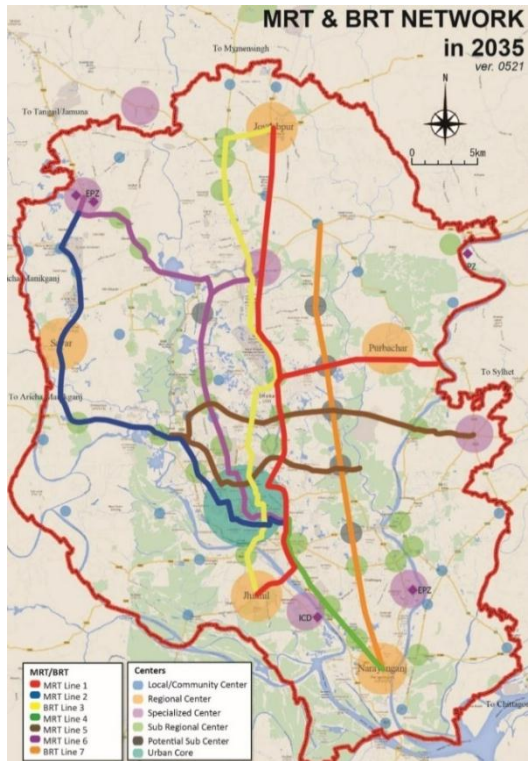 MRT & BRT NETWORK
in 2035
ver. 0521
To Mymensingh
N
To Tangail/Jamuna
Joydebpur
0 5km
EPZ
Savar
Purbachar
To Sylhet
To Aricha Manikganj
Jhilmil
EPZ
ICD
Narayanganj
To Chittagong
MRT/BRT
MRT Line 1
MRT Line 2
BRT Line 3
MRT Line 4
MRT Line 5
MRT Line 6
BRT Line 7
Centers
Local/Community Center
Regional Center
Specialized Center
Sub Regional Center
Potential Sub Center
Urban Core